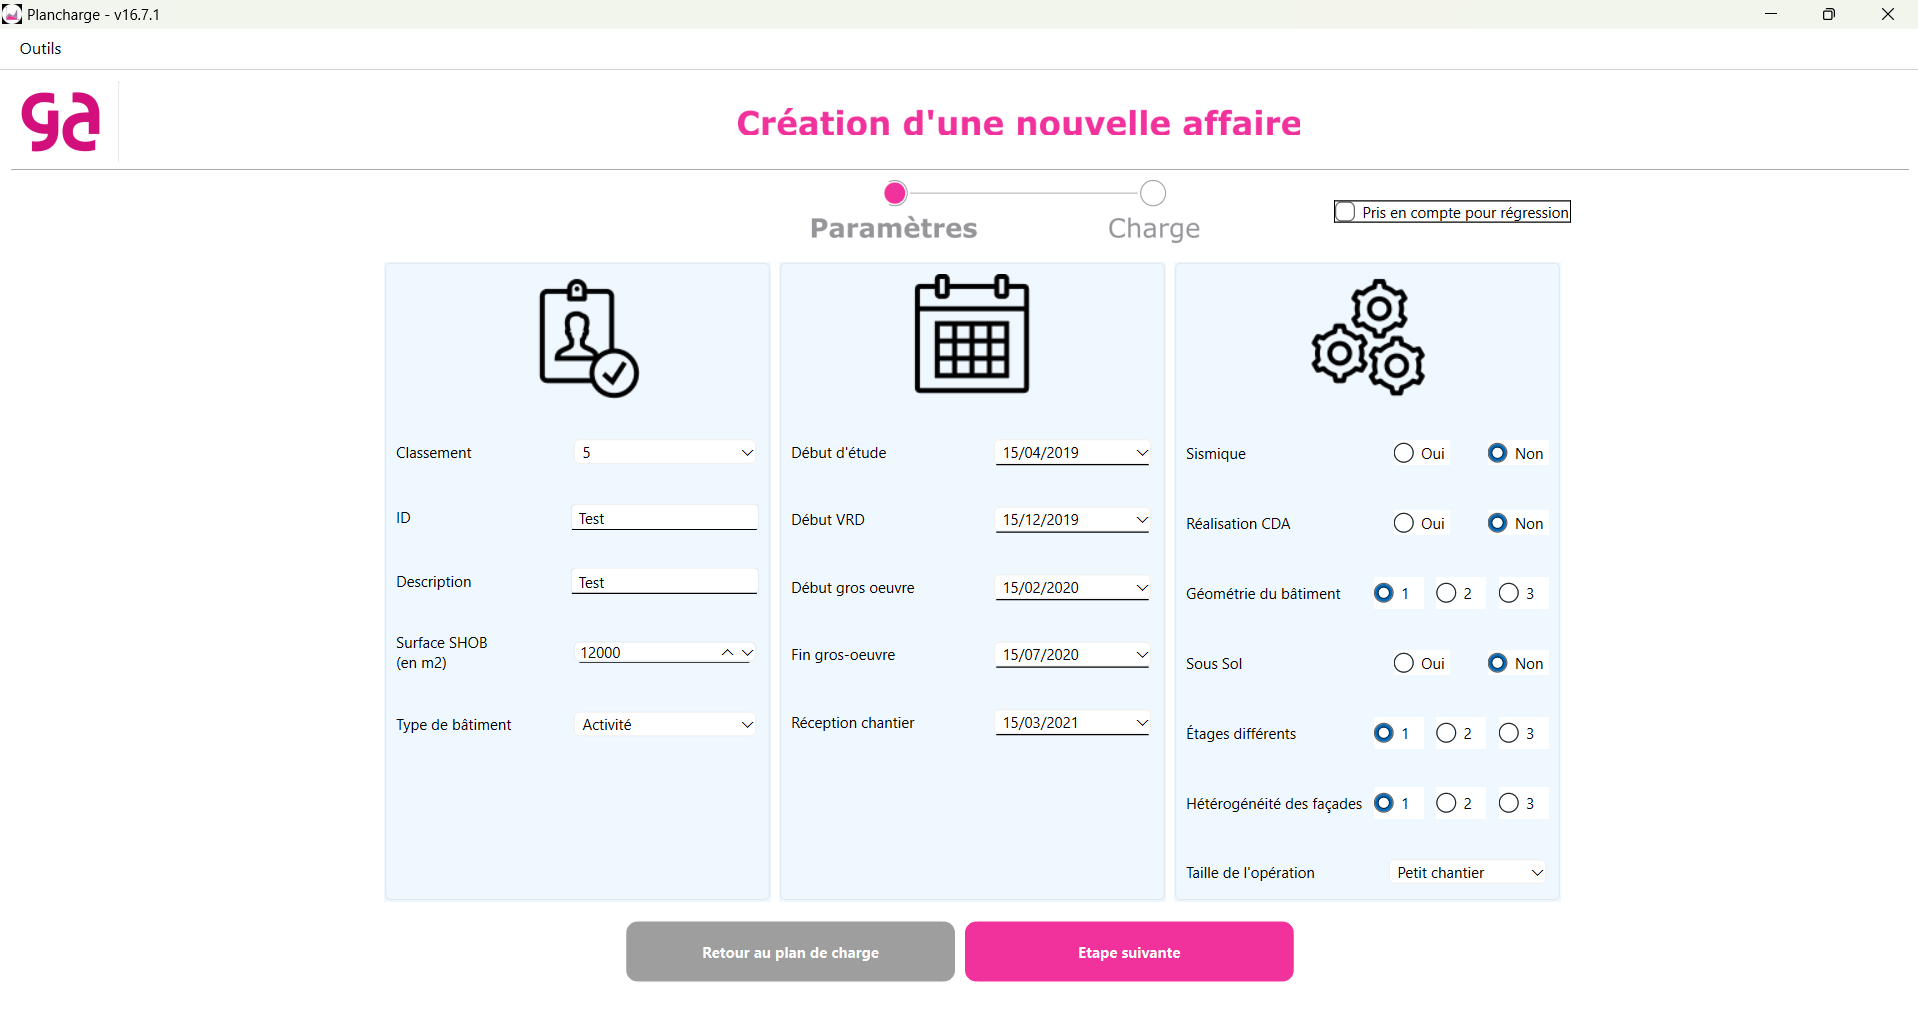 Plancharge - v16.7.1
Outils
ga
Création d'une nouvelle affaire
Paramètres
Charge
Pris en compte pour régression
Classement 5
ID Test
Description Test
Surface SHOB
(en m2) 12000
Type de bâtiment Activité
Début d'étude 15/04/2019
Début VRD 15/12/2019
Début gros oeuvre 15/02/2020
Fin gros-oeuvre 15/07/2020
Réception chantier 15/03/2021
Sismique Oui Non
Réalisation CDA Oui Non
Géométrie du bâtiment 1 2 3
Sous Sol Oui Non
Étages différents 1 2 3
Hétérogénéité des façades 1 2 3
Taille de l'opération Petit chantier
Retour au plan de charge
Etape suivante